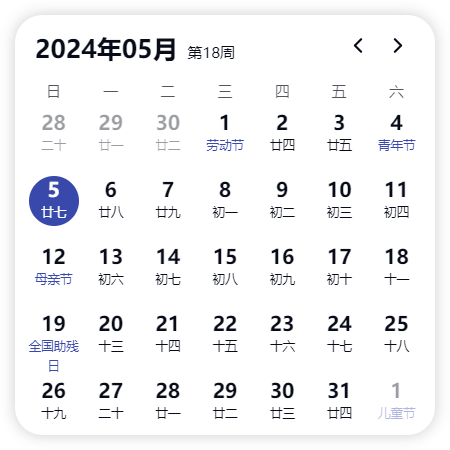 2024年05月 第18周
日 一 二 三 四 五 六
28 29 30 1 2 3 4
二十 廿一 廿二 劳动节 廿四 廿五 青年节
5 6 7 8 9 10 11
廿七 廿八 廿九 初一 初二 初三 初四
12 13 14 15 16 17 18
母亲节 初六 初七 初八 初九 初十 十一
19 20 21 22 23 24 25
全国助残 十三 十四 十五 十六 十七 十八
日
26 27 28 29 30 31 1
十九 二十 廿一 廿二 廿三 廿四 儿童节